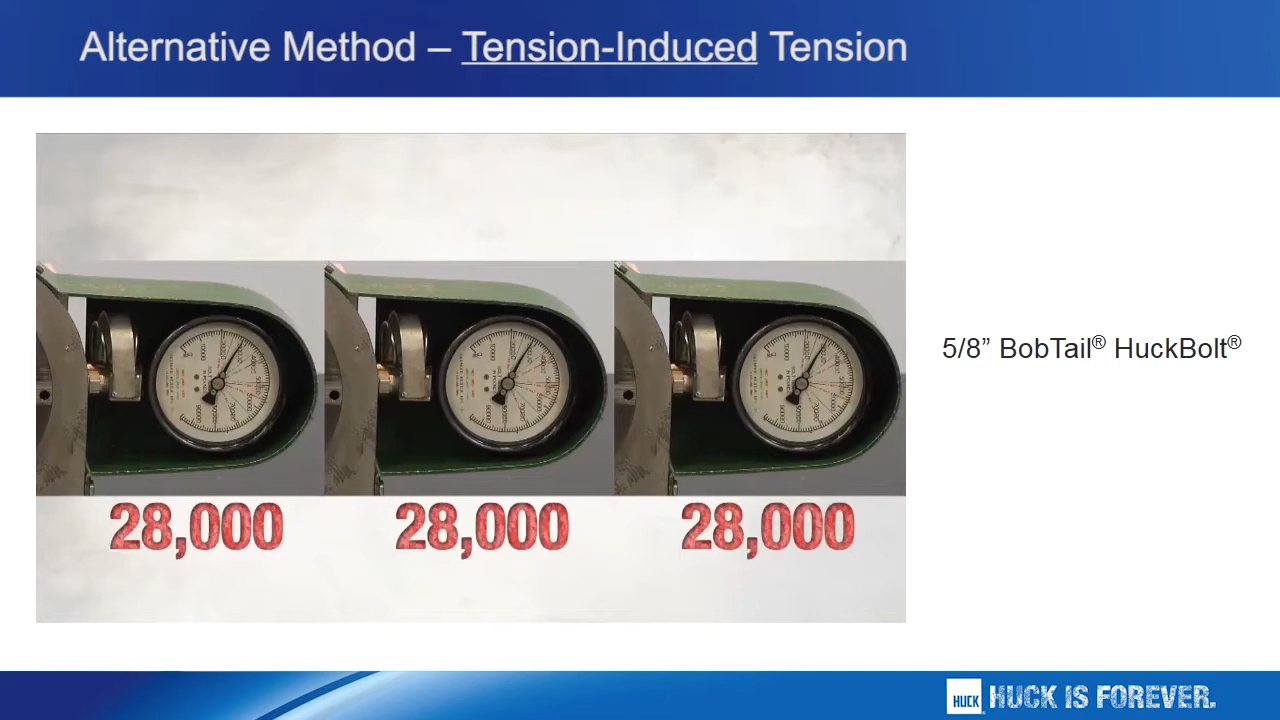 Alternative Method – Tension-Induced Tension
5/8” BobTail® HuckBolt®
28,000 28,000 28,000
HUCK HUCK IS FOREVER.